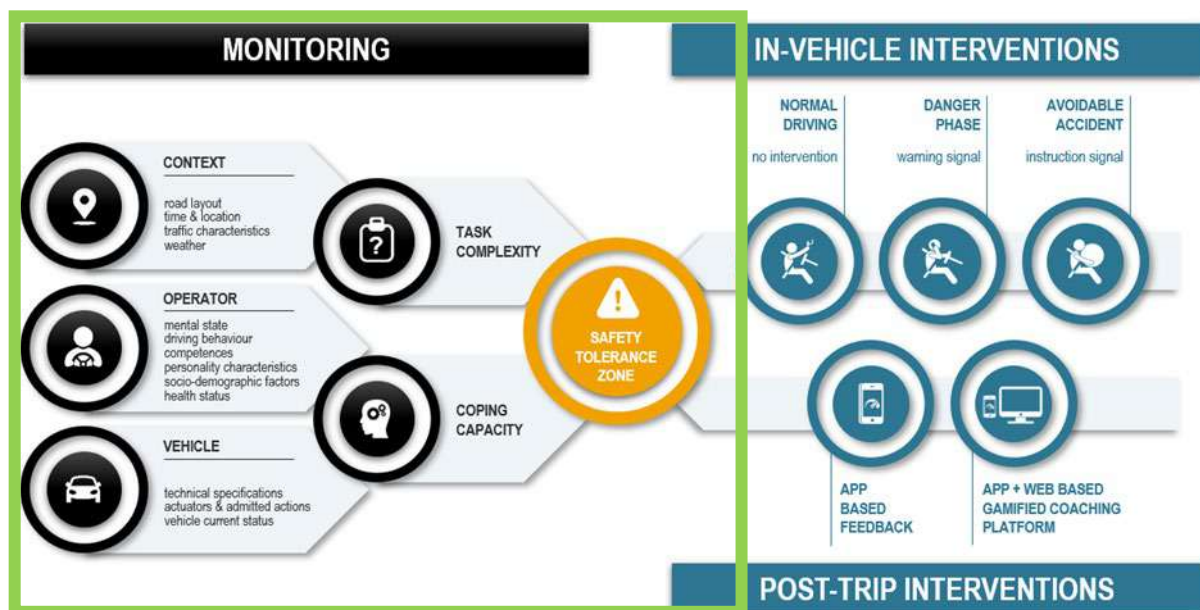 MONITORING
CONTEXT
road layout
time & location
traffic characteristics
weather
OPERATOR
mental state
driving behaviour
competences
personality characteristics
socio-demographic factors
health status
VEHICLE
technical specifications
actuators & admitted actions
vehicle current status
?
TASK
COMPLEXITY
COPING
CAPACITY
!
SAFETY
TOLERANCE
ZONE
IN-VEHICLE INTERVENTIONS
NORMAL
DRIVING
no intervention
DANGER
PHASE
warning signal
AVOIDABLE
ACCIDENT
instruction signal
APP
BASED
FEEDBACK
APP + WEB BASED
GAMIFIED COACHING
PLATFORM
POST-TRIP INTERVENTIONS